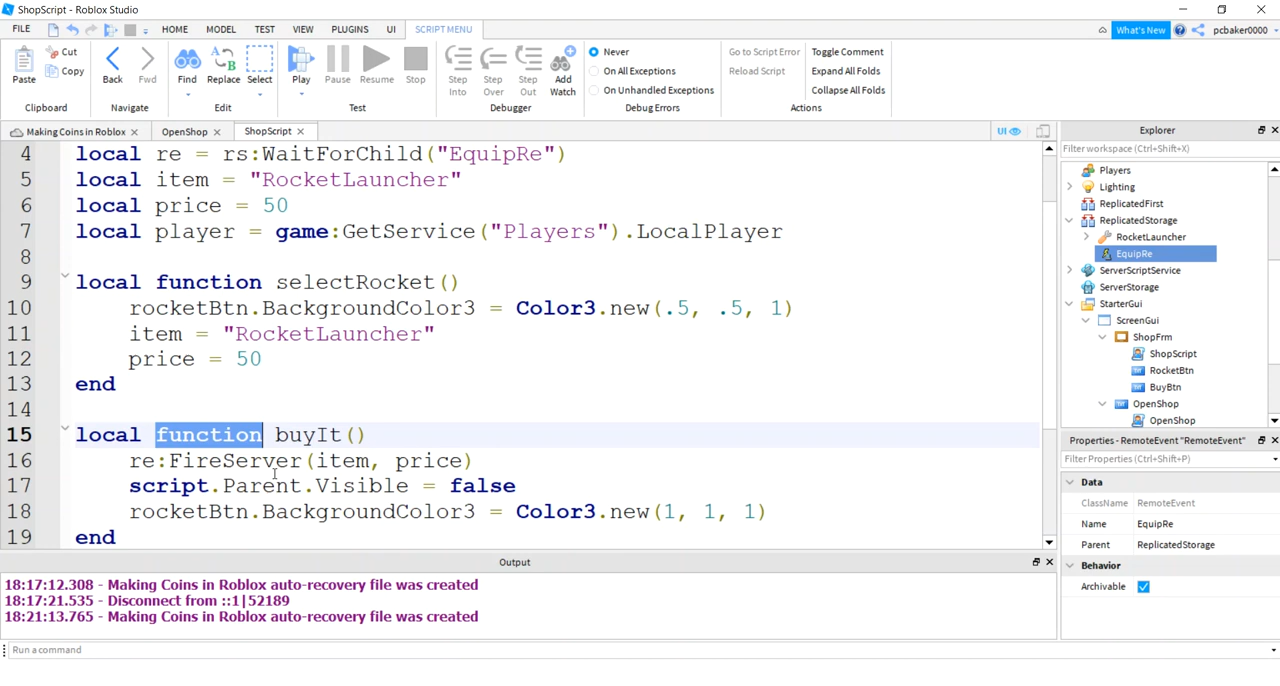 ShopScript - Roblox Studio
FILE HOME MODEL TEST VIEW PLUGINS UI SCRIPT MENU What's New pcbaker0000
Paste Cut Copy Back Fwd Find Replace Select Play Pause Resume Stop Step Into Step Over Step Out Add Watch
Never
On All Exceptions
On Unhandled Exceptions
Go to Script Error
Reload Script
Toggle Comment
Expand All Folds
Collapse All Folds
Clipboard Navigate Edit Test Debugger Debug Errors Actions
Making Coins in Roblox OpenShop ShopScript UI
4 local re = rs:WaitForChild("EquipRe")
5 local item = "RocketLauncher"
6 local price = 50
7 local player = game:GetService("Players").LocalPlayer
8
9 local function selectRocket()
10 rocketBtn.BackgroundColor3 = Color3.new(.5, .5, 1)
11 item = "RocketLauncher"
12 price = 50
13 end
14
15 local function buyIt()
16 re:FireServer(item, price)
17 script.Parent.Visible = false
18 rocketBtn.BackgroundColor3 = Color3.new(1, 1, 1)
19 end
Explorer
Filter workspace (Ctrl+Shift+X)
Players
Lighting
ReplicatedFirst
ReplicatedStorage
RocketLauncher
EquipRe
ServerScriptService
ServerStorage
StarterGui
ScreenGui
ShopFrm
ShopScript
RocketBtn
BuyBtn
OpenShop
OpenShop
Properties - RemoteEvent "RemoteEvent"
Filter Properties (Ctrl+Shift+P)
Data
ClassName RemoteEvent
Name EquipRe
Parent ReplicatedStorage
Behavior
Archivable
Output
18:17:12.308 - Making Coins in Roblox auto-recovery file was created
18:17:21.535 - Disconnect from ::1|52189
18:21:13.765 - Making Coins in Roblox auto-recovery file was created
Run a command